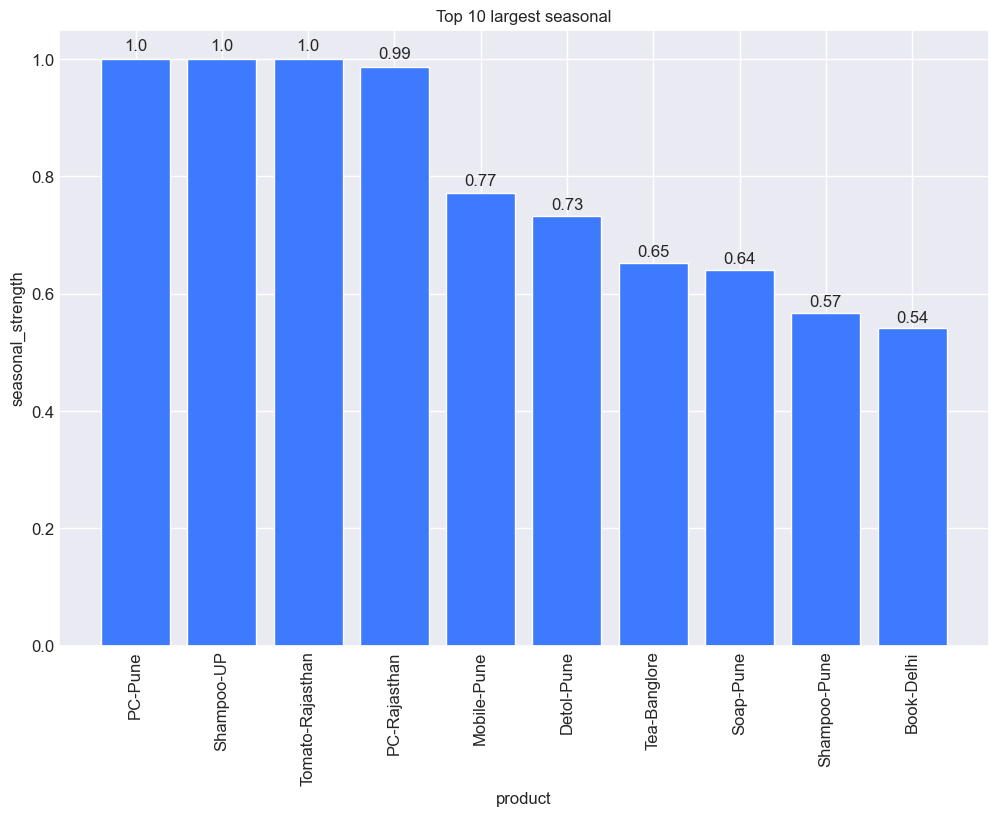 Top 10 largest seasonal
1.0 1.0 1.0 0.99 0.77 0.73 0.65 0.64 0.57 0.54
seasonal_strength
1.0
0.8
0.6
0.4
0.2
0.0
PC-Pune
Shampoo-UP
Tomato-Rajasthan
PC-Rajasthan
Mobile-Pune
Detol-Pune
Tea-Banglore
Soap-Pune
Shampoo-Pune
Book-Delhi
product